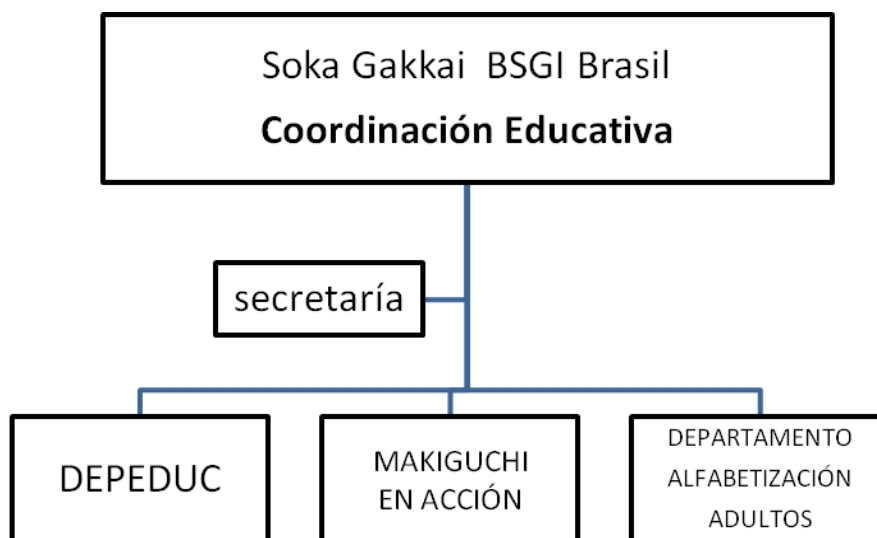 Soka Gakkai BSGI Brasil
Coordinación Educativa
secretaría
DEPEDUC
MAKIGUCHI
EN ACCIÓN
DEPARTAMENTO
ALFABETIZACIÓN
ADULTOS